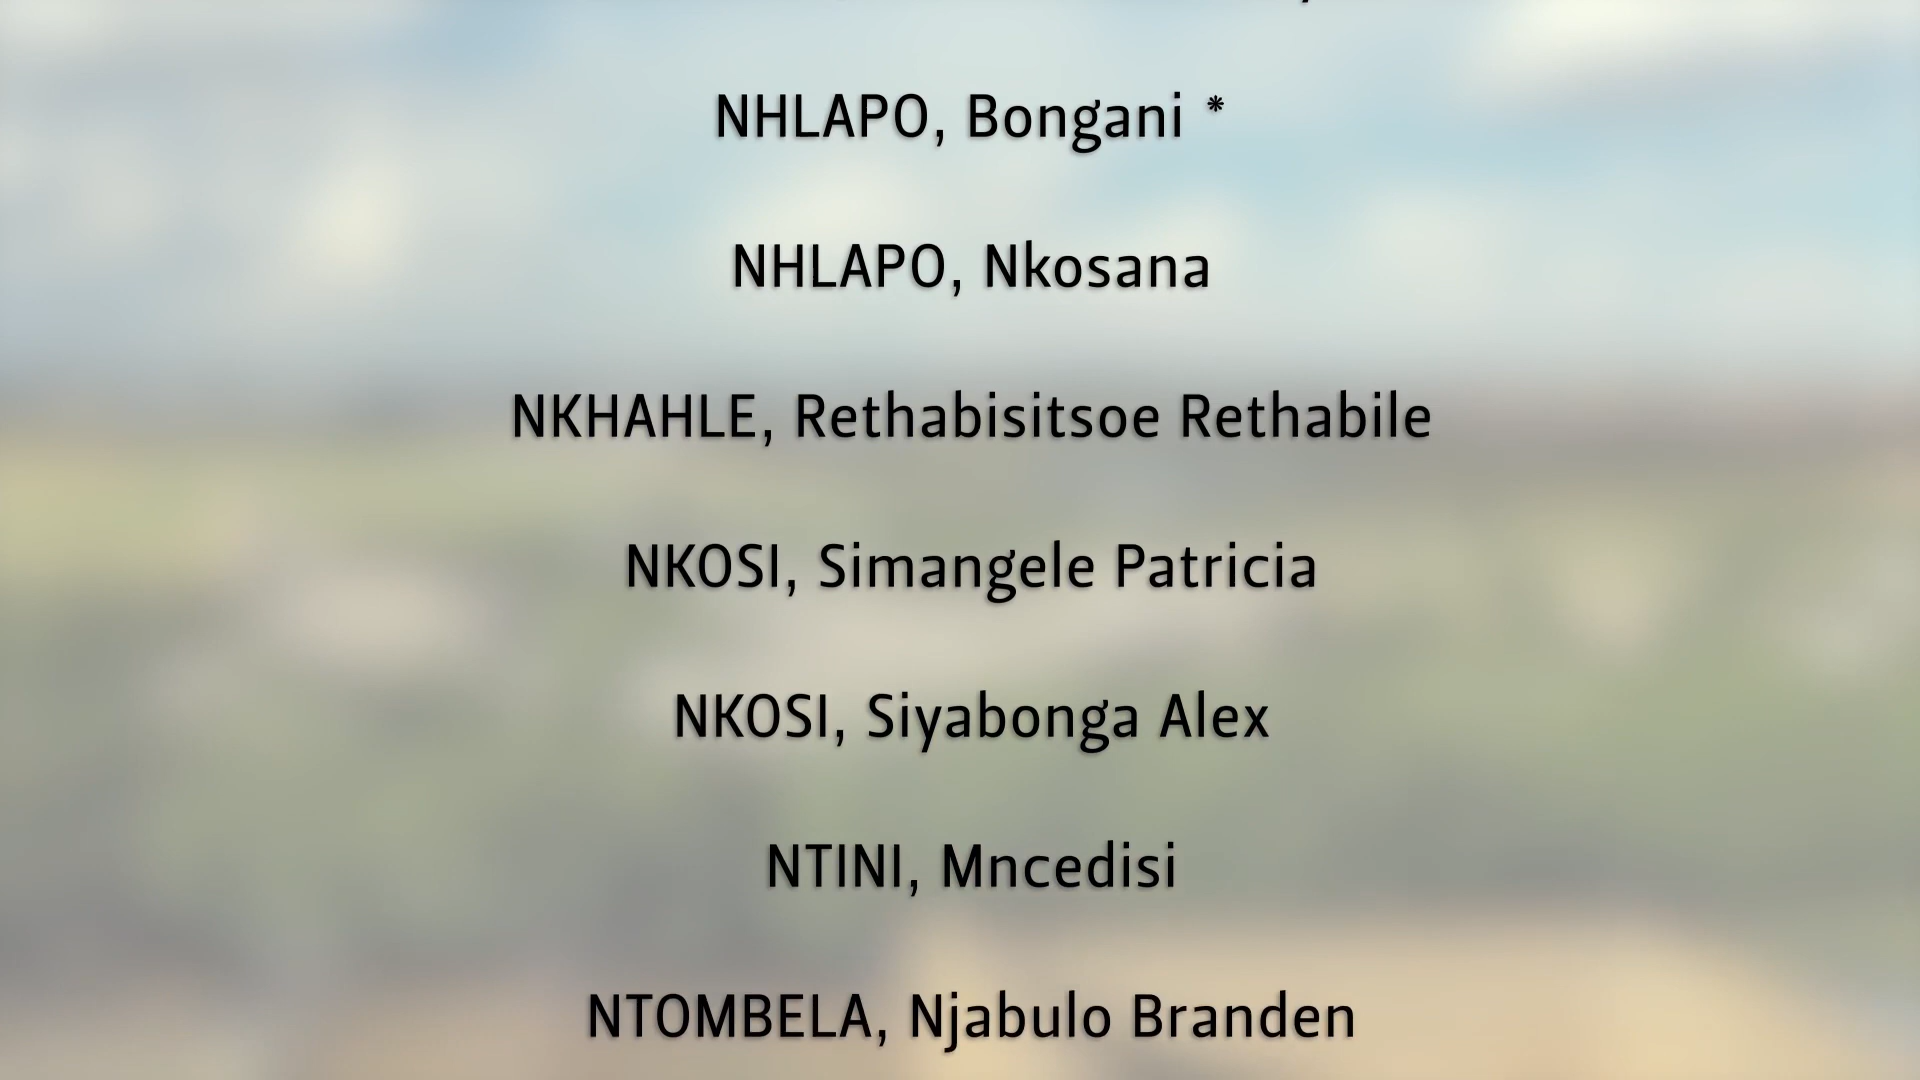 NHLAPO, Bongani *
NHLAPO, Nkosana
NKHAHLE, Rethabisitsoe Rethabile
NKOSI, Simangele Patricia
NKOSI, Siyabonga Alex
NTINI, Mncedisi
NTOMBELA, Njabulo Branden